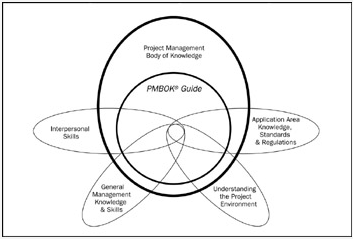 Project Management
Body of Knowledge
PMBOK® Guide
Interpersonal
Skills
Application Area
Knowledge,
Standards
& Regulations
General
Management
Knowledge
& Skills
Understanding
the Project
Environment